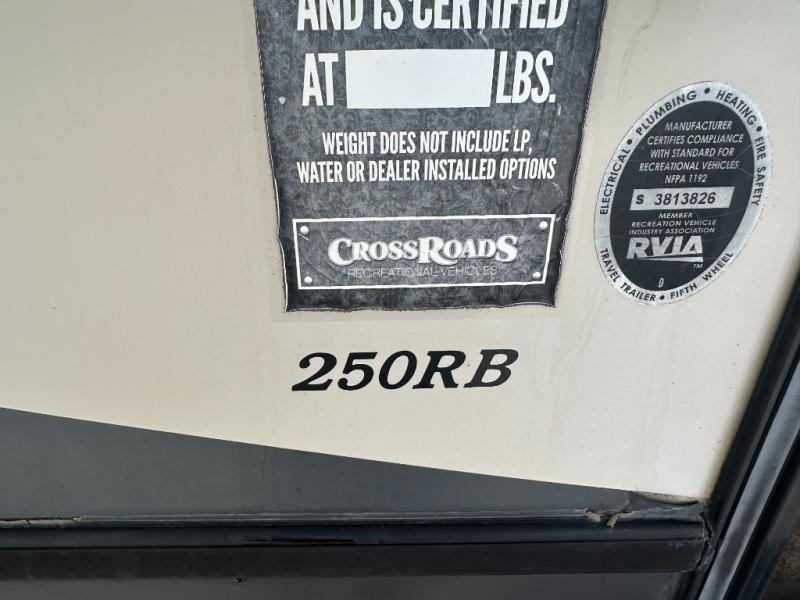 AND IS CERTIFIED
AT LBS.
WEIGHT DOES NOT INCLUDE LP,
WATER OR DEALER INSTALLED OPTIONS
CROSSROADS
RECREATIONAL VEHICLES
250RB
ELECTRICAL • PLUMBING • HEATING • FIRE SAFETY
MANUFACTURER
CERTIFIES COMPLIANCE
WITH STANDARD FOR
RECREATIONAL VEHICLES
NFPA 1192
S 3813826
MEMBER
RECREATION VEHICLE
INDUSTRY ASSOCIATION
RVIA
TM
D
TRAVEL TRAILER • FIFTH WHEEL